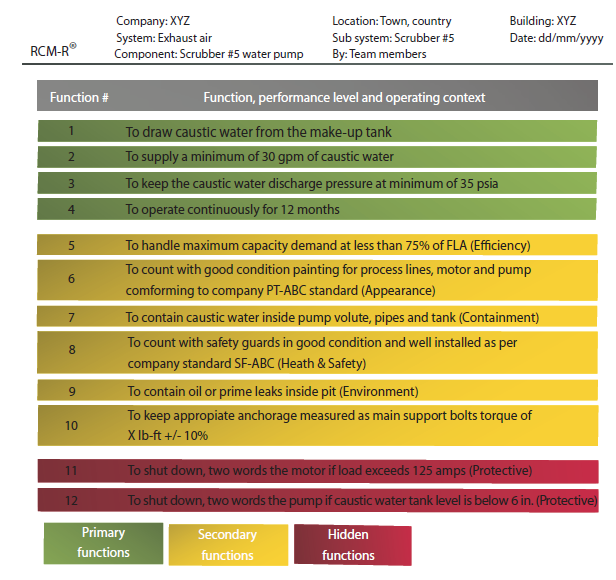 Company: XYZ Location: Town, country Building: XYZ
System: Exhaust air Sub system: Scrubber #5 Date: dd/mm/yyyy
RCM-R® Component: Scrubber #5 water pump By: Team members
Function # Function, performance level and operating context
1 To draw caustic water from the make-up tank
2 To supply a minimum of 30 gpm of caustic water
3 To keep the caustic water discharge pressure at minimum of 35 psia
4 To operate continuously for 12 months
5 To handle maximum capacity demand at less than 75% of FLA (Efficiency)
6 To count with good condition painting for process lines, motor and pump
comforming to company PT-ABC standard (Appearance)
7 To contain caustic water inside pump volute, pipes and tank (Containment)
8 To count with safety guards in good condition and well installed as per
company standard SF-ABC (Heath & Safety)
9 To contain oil or prime leaks inside pit (Environment)
10 To keep appropiate anchorage measured as main support bolts torque of
X lb-ft +/- 10%
11 To shut down, two words the motor if load exceeds 125 amps (Protective)
12 To shut down, two words the pump if caustic water tank level is below 6 in. (Protective)
Primary functions
Secondary functions
Hidden functions